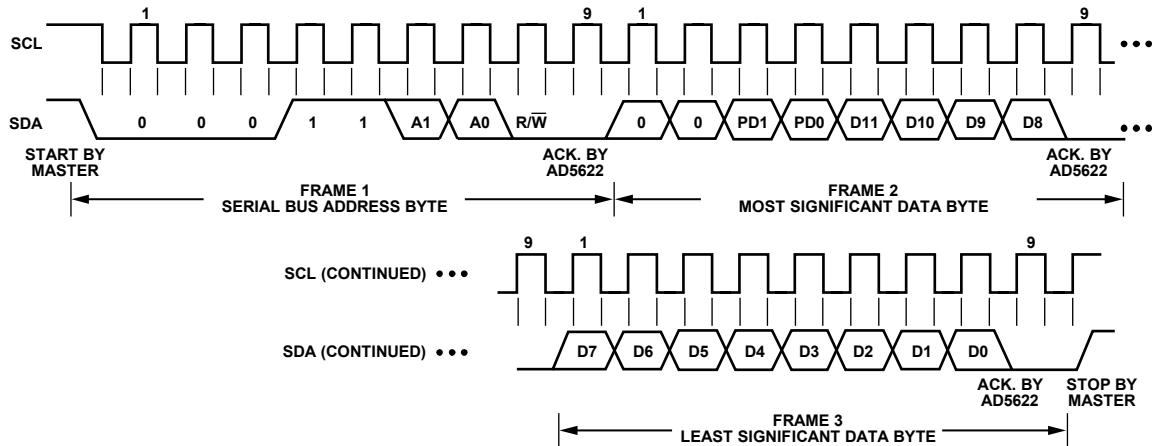 1 9 1 9
SCL
SDA 0 0 0 1 1 A1 A0 R/W̅ 0 0 PD1 PD0 D11 D10 D9 D8
START BY
MASTER
ACK. BY
AD5622
ACK. BY
AD5622
FRAME 1
SERIAL BUS ADDRESS BYTE
FRAME 2
MOST SIGNIFICANT DATA BYTE
9 1 9
SCL (CONTINUED)
SDA (CONTINUED) D7 D6 D5 D4 D3 D2 D1 D0
ACK. BY
AD5622
STOP BY
MASTER
FRAME 3
LEAST SIGNIFICANT DATA BYTE